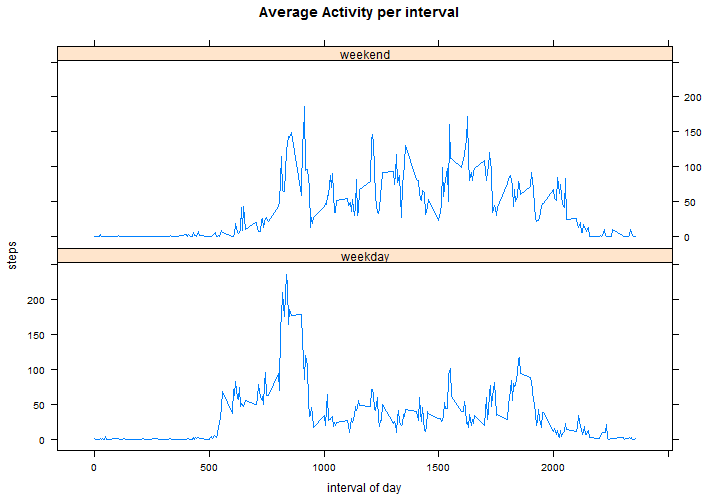 Average Activity per interval
weekend
200
150
100
50
0
steps
weekday
200
150
100
50
0
0 500 1000 1500 2000
interval of day